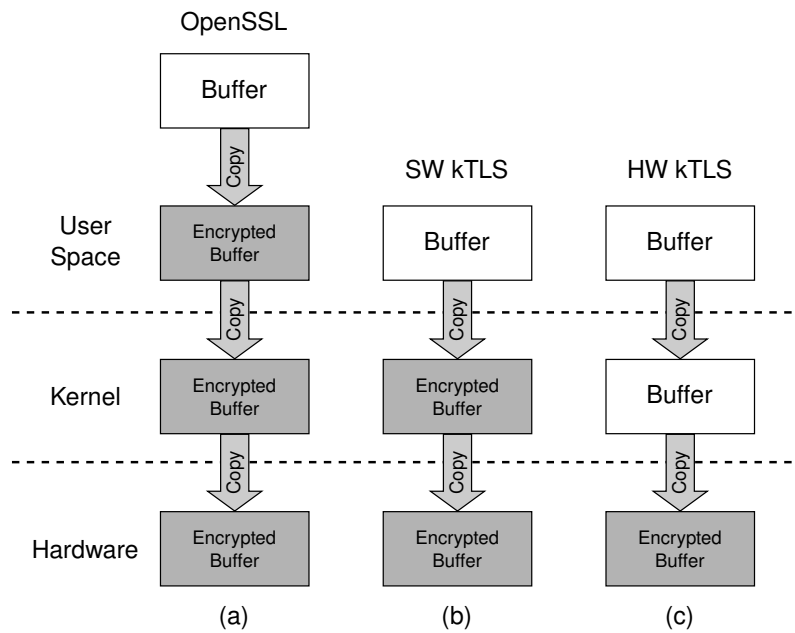 OpenSSL
Buffer
Copy
SW kTLS
HW kTLS
User
Space
Encrypted
Buffer
Buffer
Buffer
Copy
Copy
Copy
Kernel
Encrypted
Buffer
Encrypted
Buffer
Buffer
Copy
Copy
Copy
Hardware
Encrypted
Buffer
Encrypted
Buffer
Encrypted
Buffer
(a)
(b)
(c)